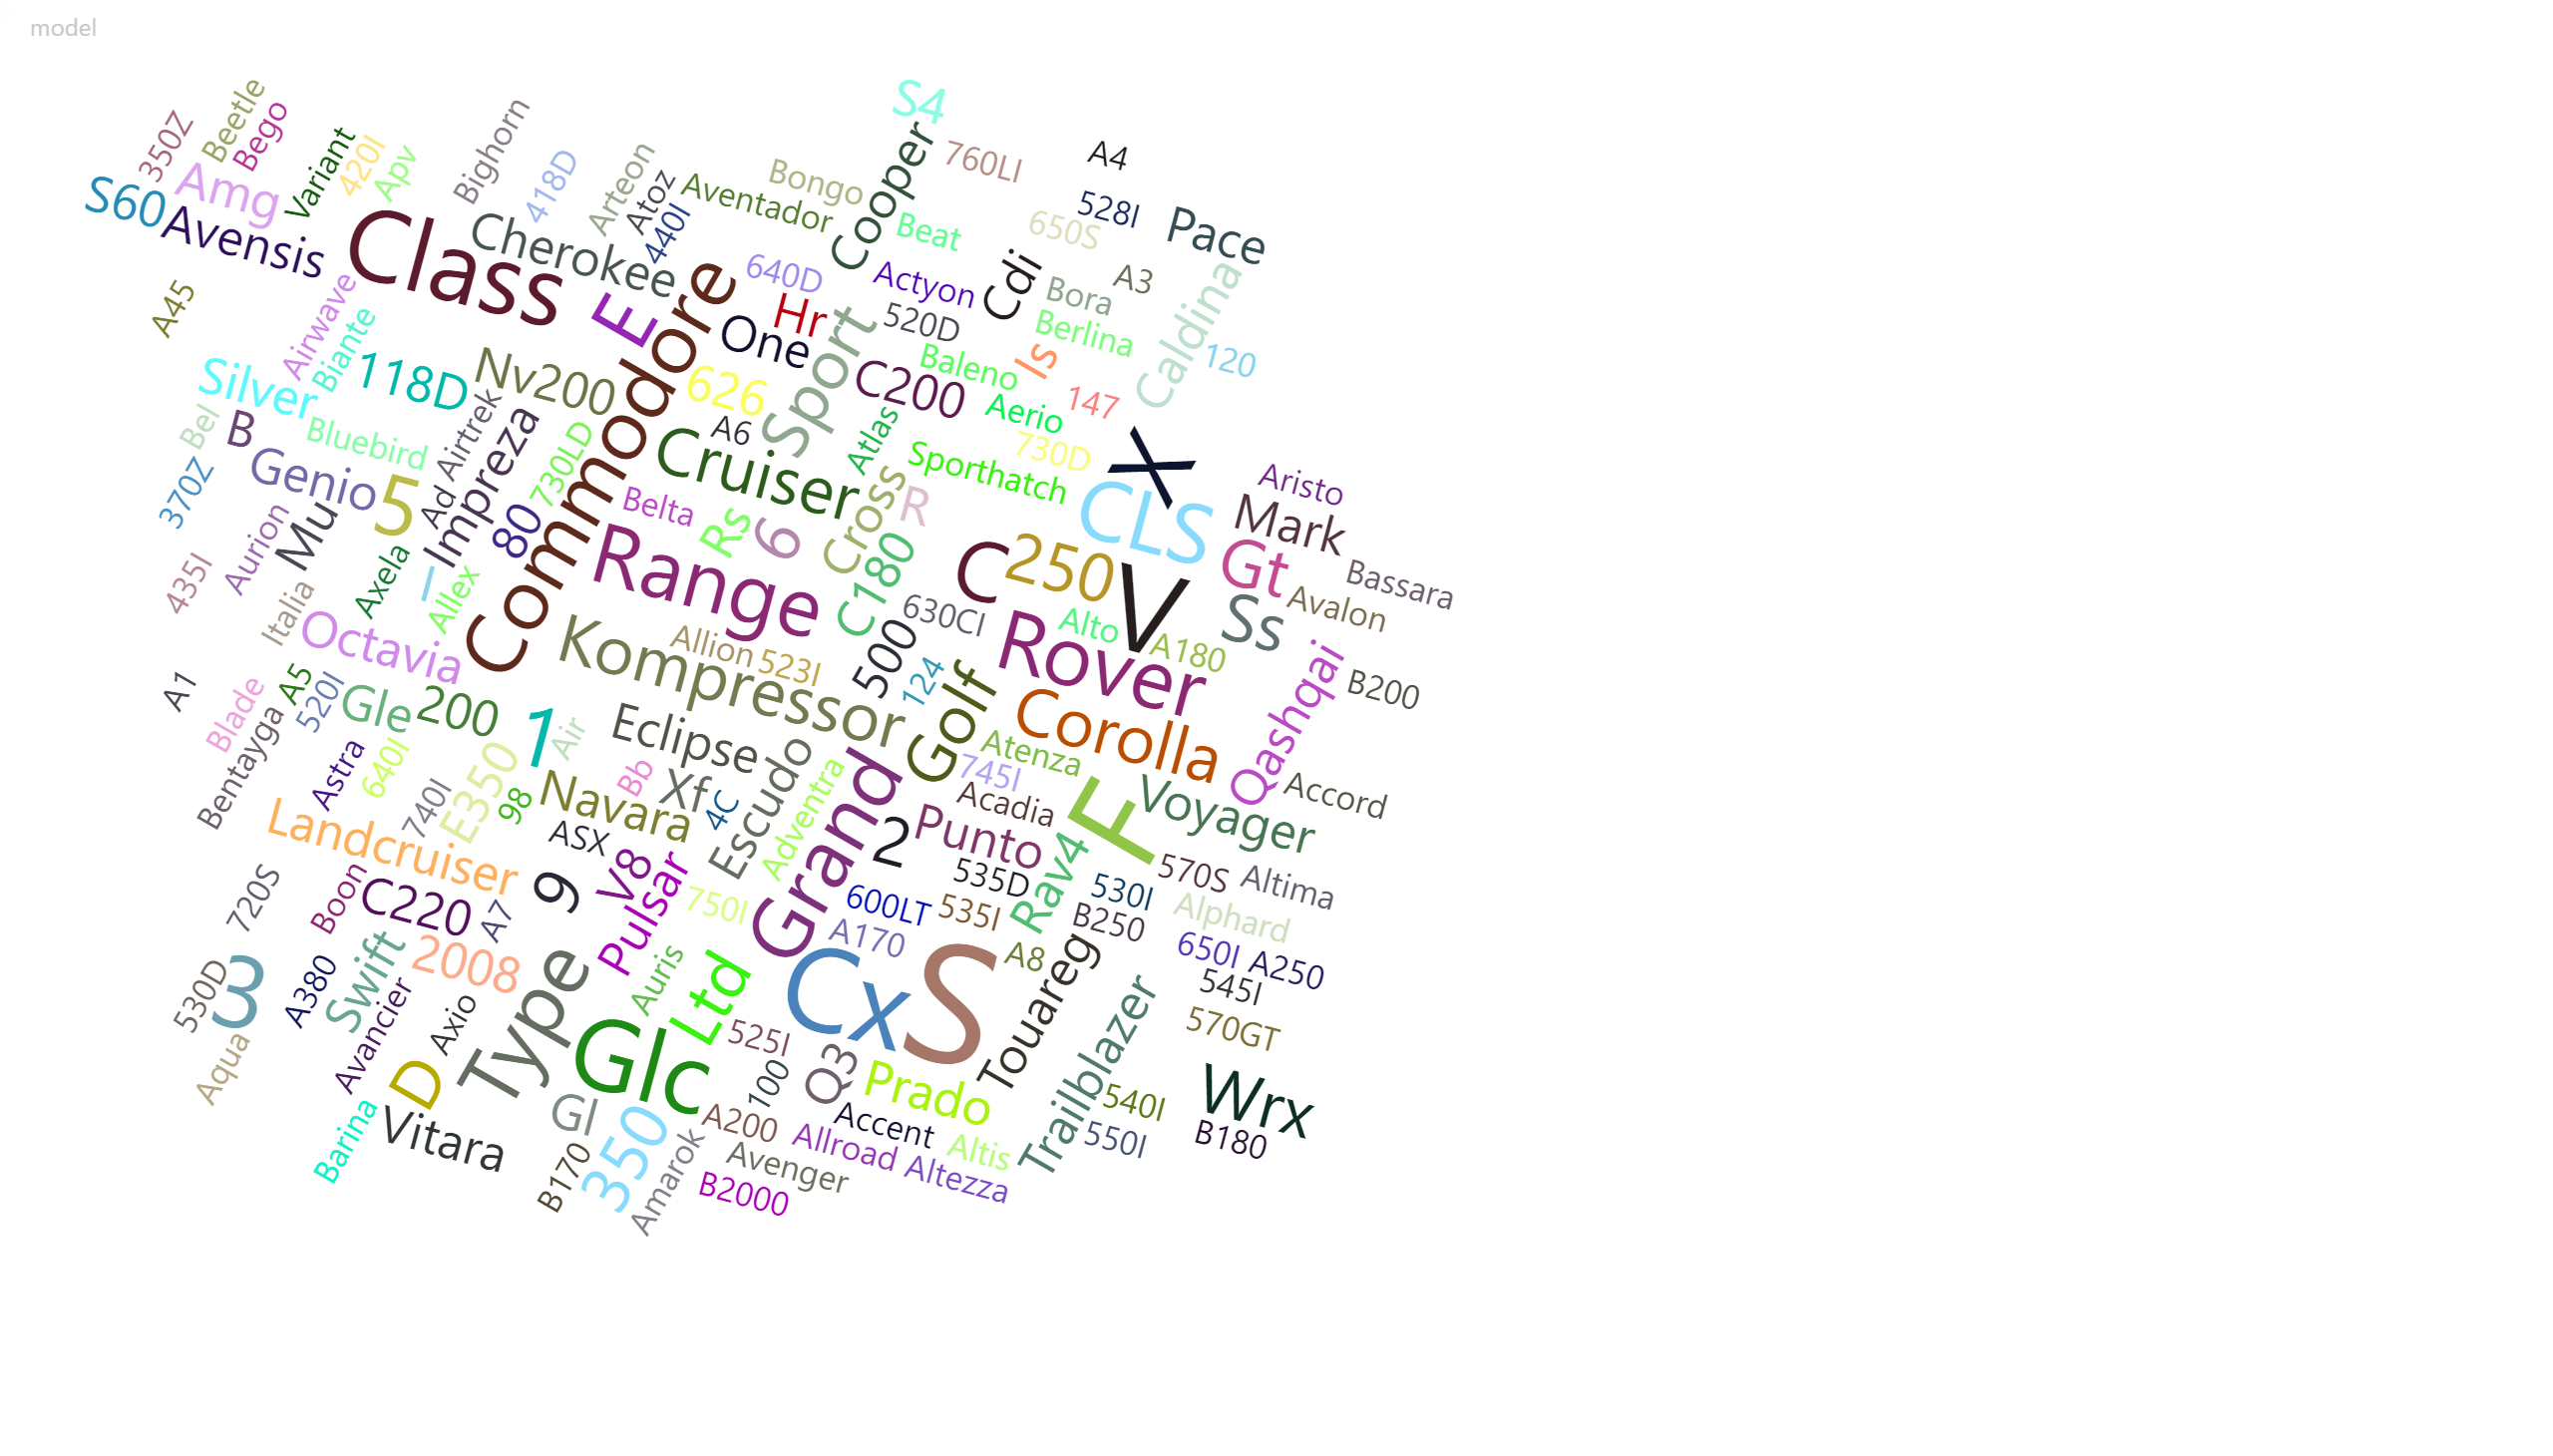 model
S4
Beetle
Bego
350Z
Variant
420I
Apv
Bighorn
418D
Arteon
Atoz
440I
Aventador
Bongo
Cooper
760LI
A4
528I
Pace
S60
Amg
Avensis
Class
Cherokee
Beat
650S
Cdi
A3
Bora
Caldina
A45
Airwave
Biante
E
Commodore
640D
Hr
One
Actyon
520D
Sport
Berlina
Is
120
Silver
118D
Nv200
626
C200
Baleno
147
Aerio
Bel
B
Bluebird
Airtrek
Impreza
730LD
A6
Cruiser
Atlas
Sporthatch
730D
X
CLS
Aristo
Mark
370Z
Genio
5
Ad
80
Belta
Rs
6
Cross
R
Aurion
Mu
Range
C180
C
250
V
Gt
Bassara
435I
Italia
Axela
I
Allex
630CI
Alto
A180
Ss
Avalon
Octavia
Kompressor
Allion
523I
500
124
Rover
Qashqai
B200
A1
Blade
A5
520I
Gle
200
1
Air
Eclipse
Golf
Corolla
Bentayga
Astra
640I
740I
E350
98
Navara
Bb
Xf
4C
Escudo
Adventra
Atenza
745I
Acadia
Accord
Landcruiser
ASX
Grand
2
Punto
F
Voyager
720S
Boon
C220
A7
9
V8
Pulsar
750I
600LT
535D
535I
Rav4
570S
530I
Altima
B250
Alphard
530D
3
A380
Swift
2008
Avancier
Axio
Type
Auris
Ltd
A170
Cx
S
A8
Touareg
650I
A250
545I
Aqua
D
Glc
525I
570GT
Trailblazer
Barina
Vitara
Gl
100
Q3
Prado
540I
Wrx
B170
350
Amarok
A200
Accent
550I
B180
Avenger
Allroad
Altis
Altezza
B2000